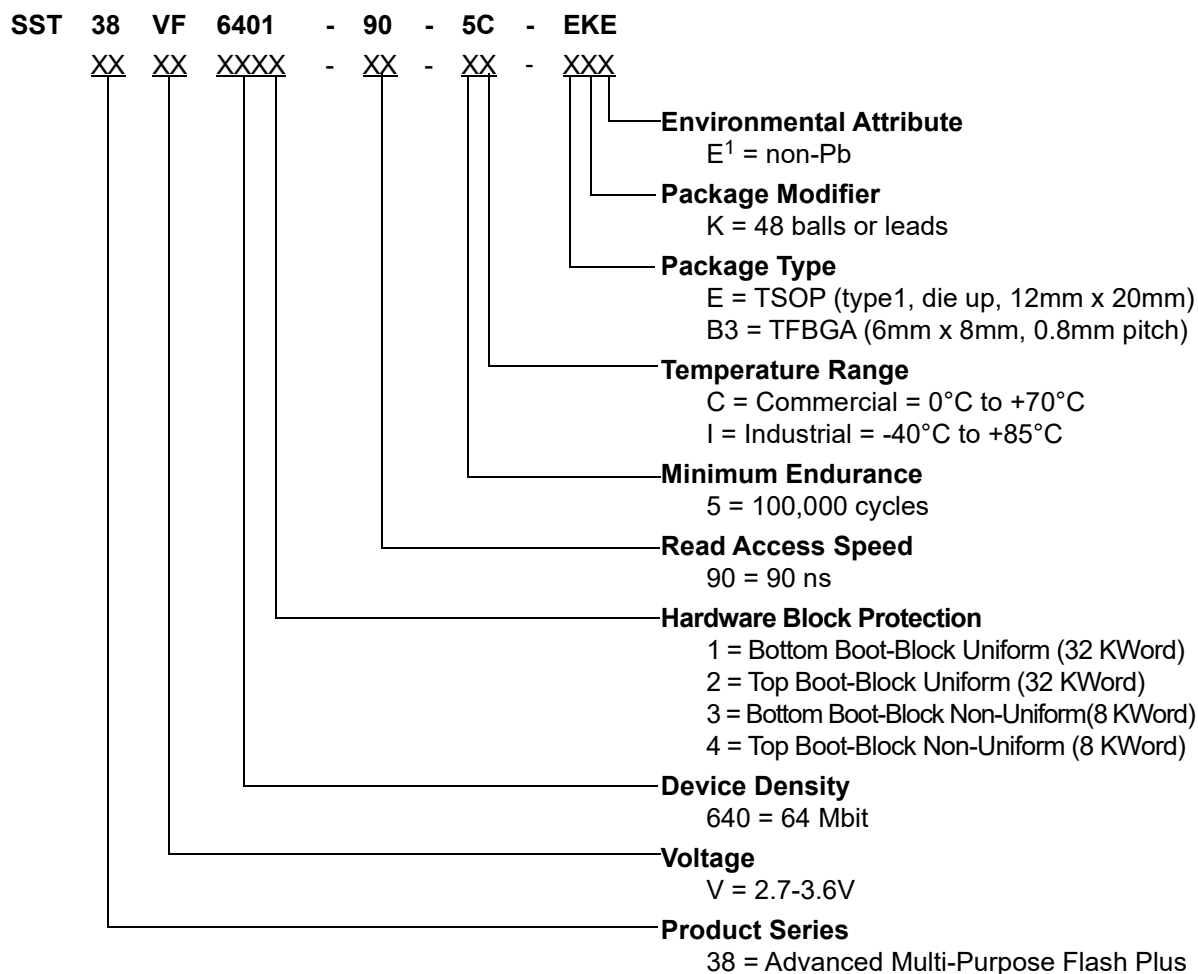 SST 38 VF 6401 - 90 - 5C - EKE
XX XX XXXX - XX - XX - XXX
Environmental Attribute
E1 = non-Pb
Package Modifier
K = 48 balls or leads
Package Type
E = TSOP (type1, die up, 12mm x 20mm)
B3 = TFBGA (6mm x 8mm, 0.8mm pitch)
Temperature Range
C = Commercial = 0°C to +70°C
I = Industrial = -40°C to +85°C
Minimum Endurance
5 = 100,000 cycles
Read Access Speed
90 = 90 ns
Hardware Block Protection
1 = Bottom Boot-Block Uniform (32 KWord)
2 = Top Boot-Block Uniform (32 KWord)
3 = Bottom Boot-Block Non-Uniform(8 KWord)
4 = Top Boot-Block Non-Uniform (8 KWord)
Device Density
640 = 64 Mbit
Voltage
V = 2.7-3.6V
Product Series
38 = Advanced Multi-Purpose Flash Plus